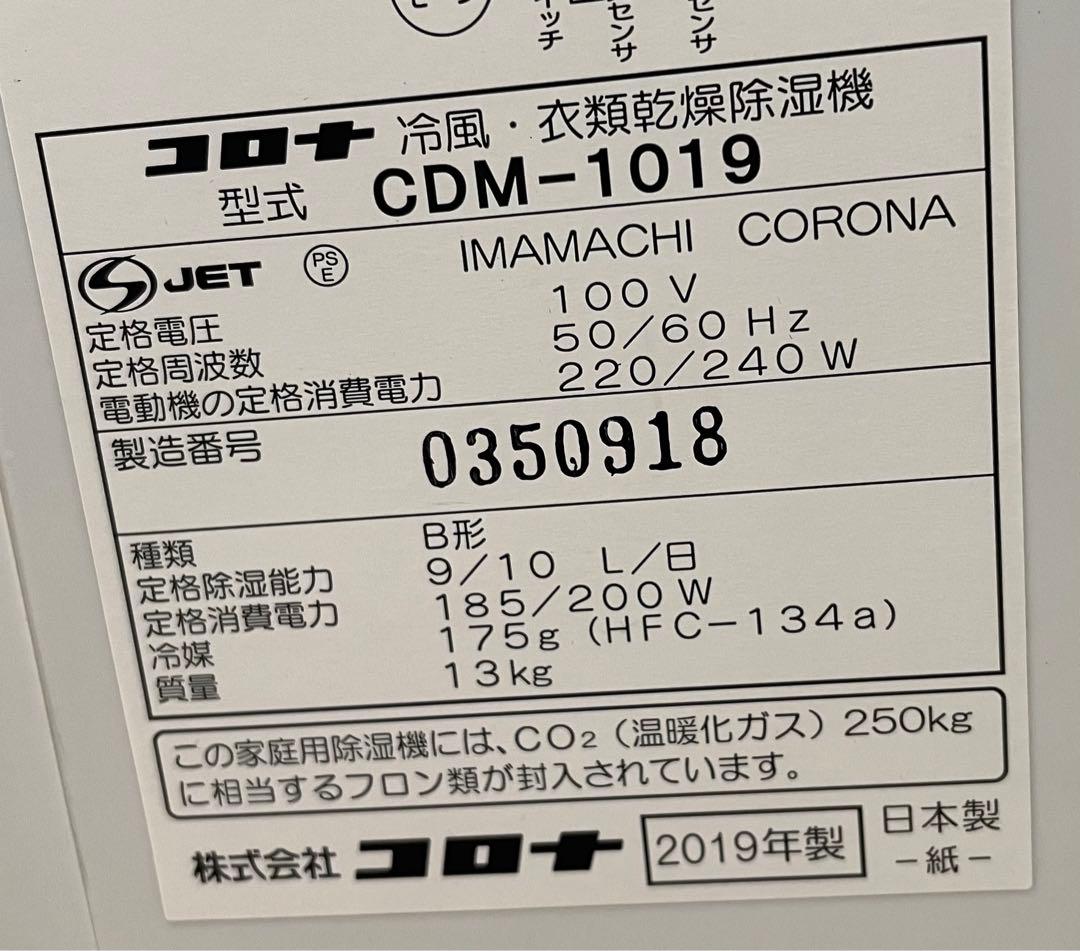 イッチ
センサ
センサ
コロナ 冷風・衣類乾燥除湿機
型式 CDM-1019
JET PSE IMAMACHI CORONA
定格電圧 100V
定格周波数 50/60Hz
電動機の定格消費電力 220/240W
製造番号 0350918
種類 B形
定格除湿能力 9/10 L/日
定格消費電力 185/200W
冷媒 175g(HFC-134a)
質量 13kg
この家庭用除湿機には、CO2(温暖化ガス)250kg
に相当するフロン類が封入されています。
株式会社 コロナ 2019年製 日本製
-紙-